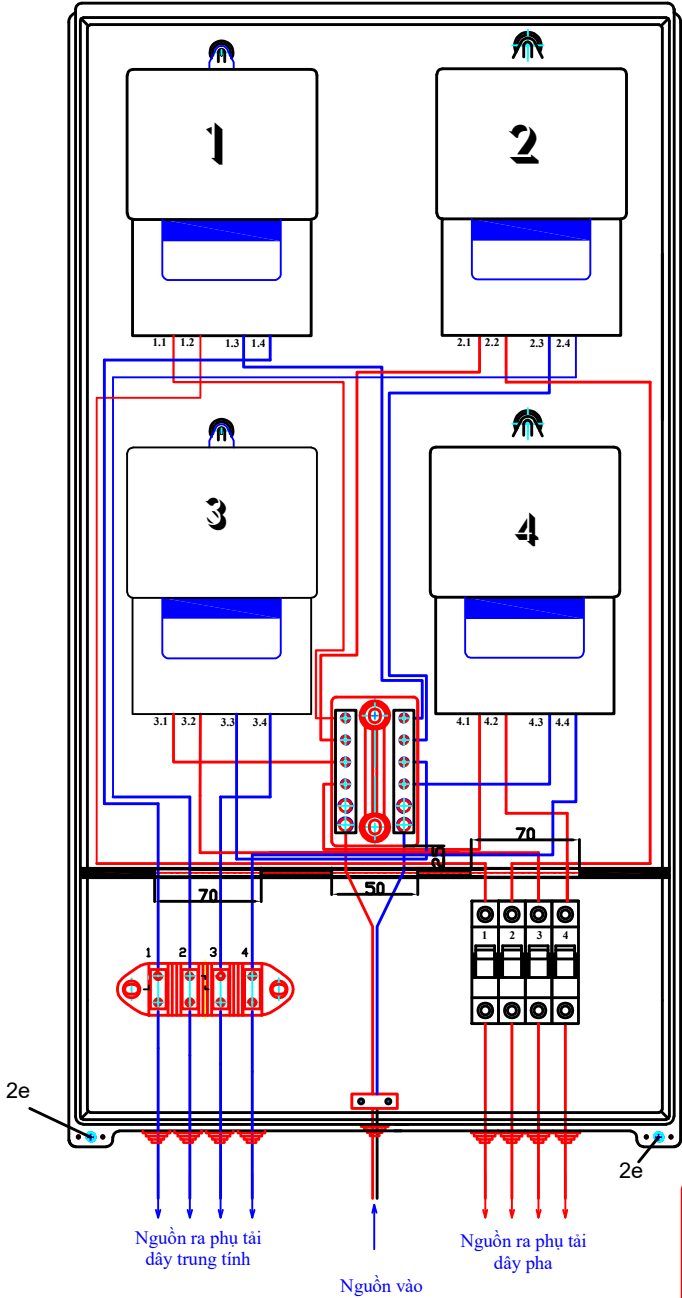 1
2
1.1 1.2 1.3 1.4
2.1 2.2 2.3 2.4
3
4
3.1 3.2 3.3 3.4
4.1 4.2 4.3 4.4
25
70
70
50
1 2 3 4
1 2 3 4
2e
2e
Nguồn ra phụ tải
dây trung tính
Nguồn vào
Nguồn ra phụ tải
dây pha